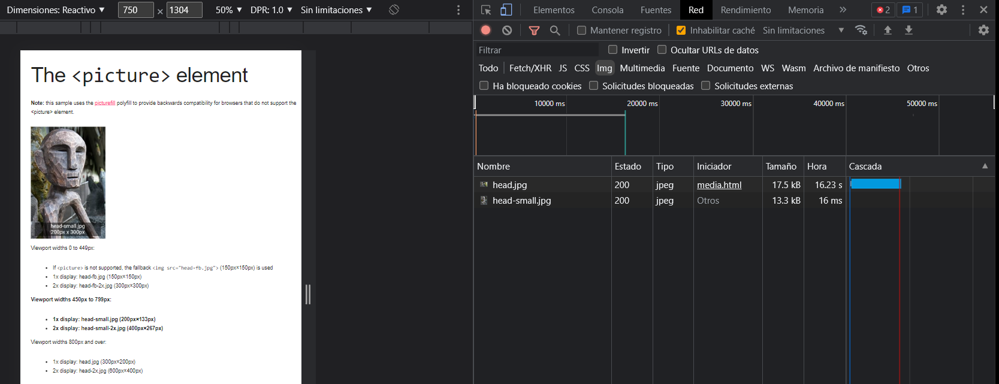 Dimensiones: Reactivo ▼ 750 × 1304 50% ▼ DPR: 1.0 ▼ Sin limitaciones ▼
The <picture> element
Note: this sample uses the picturefill polyfill to provide backwards compatibility for browsers that do not support the
<picture> element.
head-small.jpg
200px x 300px
Viewport widths 0 to 449px:
If <picture> is not supported, the fallback <img src="head-fb.jpg"> (150px×150px) is used
1x display: head-fb.jpg (150px×150px)
2x display: head-fb-2x.jpg (300px×300px)
Viewport widths 450px to 799px:
1x display: head-small.jpg (200px×133px)
2x display: head-small-2x.jpg (400px×267px)
Viewport widths 800px and over:
1x display: head.jpg (300px×200px)
2x display: head-2x.jpg (600px×400px)
Elementos Consola Fuentes Red Rendimiento Memoria » 2 1
Mantener registro Inhabilitar caché Sin limitaciones ▼
Filtrar Invertir Ocultar URLs de datos
Todo Fetch/XHR JS CSS Img Multimedia Fuente Documento WS Wasm Archivo de manifiesto Otros
Ha bloqueado cookies Solicitudes bloqueadas Solicitudes externas
10000 ms 20000 ms 30000 ms 40000 ms 50000 ms
Nombre Estado Tipo Iniciador Tamaño Hora Cascada ▲
head.jpg 200 jpeg media.html 17.5 kB 16.23 s
head-small.jpg 200 jpeg Otros 13.3 kB 16 ms